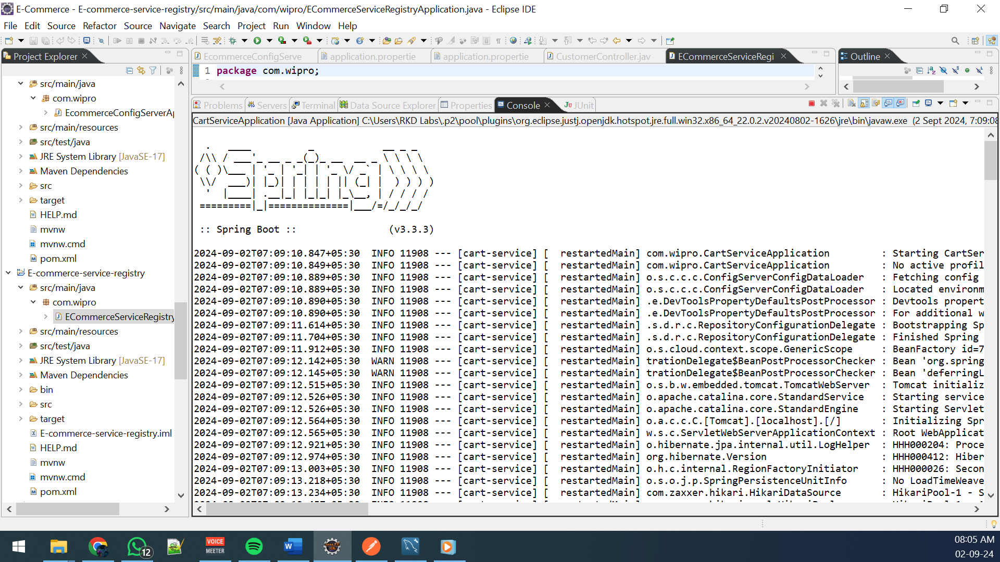 E-Commerce - E-commerce-service-registry/src/main/java/com/wipro/ECommerceServiceRegistryApplication.java - Eclipse IDE
File Edit Source Refactor Source Navigate Search Project Run Window Help
Project Explorer
EcommerceConfigServe
application.propertie
application.propertie
CustomerController.jav
ECommerceServiceRegi
Outline
1 package com.wipro;
src/main/java
com.wipro
EcommerceConfigServerA
src/main/resources
src/test/java
JRE System Library [JavaSE-17]
Maven Dependencies
src
target
HELP.md
mvnw
mvnw.cmd
pom.xml
E-commerce-service-registry
src/main/java
com.wipro
ECommerceServiceRegistry
src/main/resources
src/test/java
JRE System Library [JavaSE-17]
Maven Dependencies
bin
src
target
E-commerce-service-registry.iml
HELP.md
mvnw
mvnw.cmd
pom.xml
Problems Servers Terminal Data Source Explorer Properties Console JUnit
CartServiceApplication [Java Application] C:\Users\RKD Labs\.p2\pool\plugins\org.eclipse.justj.openjdk.hotspot.jre.full.win32.x86_64_22.0.2.v20240802-1626\jre\bin\javaw.exe (2 Sept 2024, 7:09:08
:: Spring Boot :: (v3.3.3)
2024-09-02T07:09:10.847+05:30 INFO 11908 --- [cart-service] [ restartedMain] com.wipro.CartServiceApplication : Starting CartSer
2024-09-02T07:09:10.849+05:30 INFO 11908 --- [cart-service] [ restartedMain] com.wipro.CartServiceApplication : No active profil
2024-09-02T07:09:10.889+05:30 INFO 11908 --- [cart-service] [ restartedMain] o.s.c.c.c.ConfigServerConfigDataLoader : Fetching config
2024-09-02T07:09:10.889+05:30 INFO 11908 --- [cart-service] [ restartedMain] o.s.c.c.c.ConfigServerConfigDataLoader : Located environm
2024-09-02T07:09:10.890+05:30 INFO 11908 --- [cart-service] [ restartedMain] .e.DevToolsPropertyDefaultsPostProcessor : Devtools propert
2024-09-02T07:09:10.890+05:30 INFO 11908 --- [cart-service] [ restartedMain] .e.DevToolsPropertyDefaultsPostProcessor : For additional w
2024-09-02T07:09:11.614+05:30 INFO 11908 --- [cart-service] [ restartedMain] .s.d.r.c.RepositoryConfigurationDelegate : Bootstrapping Sp
2024-09-02T07:09:11.704+05:30 INFO 11908 --- [cart-service] [ restartedMain] .s.d.r.c.RepositoryConfigurationDelegate : Finished Spring
2024-09-02T07:09:11.912+05:30 INFO 11908 --- [cart-service] [ restartedMain] o.s.cloud.context.scope.GenericScope : BeanFactory id=7
2024-09-02T07:09:12.142+05:30 WARN 11908 --- [cart-service] [ restartedMain] trationDelegate$BeanPostProcessorChecker : Bean 'org.spring
2024-09-02T07:09:12.145+05:30 WARN 11908 --- [cart-service] [ restartedMain] trationDelegate$BeanPostProcessorChecker : Bean 'deferringL
2024-09-02T07:09:12.515+05:30 INFO 11908 --- [cart-service] [ restartedMain] o.s.b.w.embedded.tomcat.TomcatWebServer : Tomcat initializ
2024-09-02T07:09:12.526+05:30 INFO 11908 --- [cart-service] [ restartedMain] o.apache.catalina.core.StandardService : Starting service
2024-09-02T07:09:12.526+05:30 INFO 11908 --- [cart-service] [ restartedMain] o.apache.catalina.core.StandardEngine : Starting Servlet
2024-09-02T07:09:12.564+05:30 INFO 11908 --- [cart-service] [ restartedMain] o.a.c.c.C.[Tomcat].[localhost].[/] : Initializing Spr
2024-09-02T07:09:12.565+05:30 INFO 11908 --- [cart-service] [ restartedMain] w.s.c.ServletWebServerApplicationContext : Root WebApplicat
2024-09-02T07:09:12.921+05:30 INFO 11908 --- [cart-service] [ restartedMain] o.hibernate.jpa.internal.util.LogHelper : HHH000204: Proce
2024-09-02T07:09:12.974+05:30 INFO 11908 --- [cart-service] [ restartedMain] org.hibernate.Version : HHH000412: Hiber
2024-09-02T07:09:13.003+05:30 INFO 11908 --- [cart-service] [ restartedMain] o.h.c.internal.RegionFactoryInitiator : HHH000026: Secon
2024-09-02T07:09:13.218+05:30 INFO 11908 --- [cart-service] [ restartedMain] o.s.o.j.p.SpringPersistenceUnitInfo : No LoadTimeWeave
2024-09-02T07:09:13.234+05:30 INFO 11908 --- [cart-service] [ restartedMain] com.zaxxer.hikari.HikariDataSource : HikariPool-1 - S
12
VOICE
MEETER
08:05 AM
02-09-24